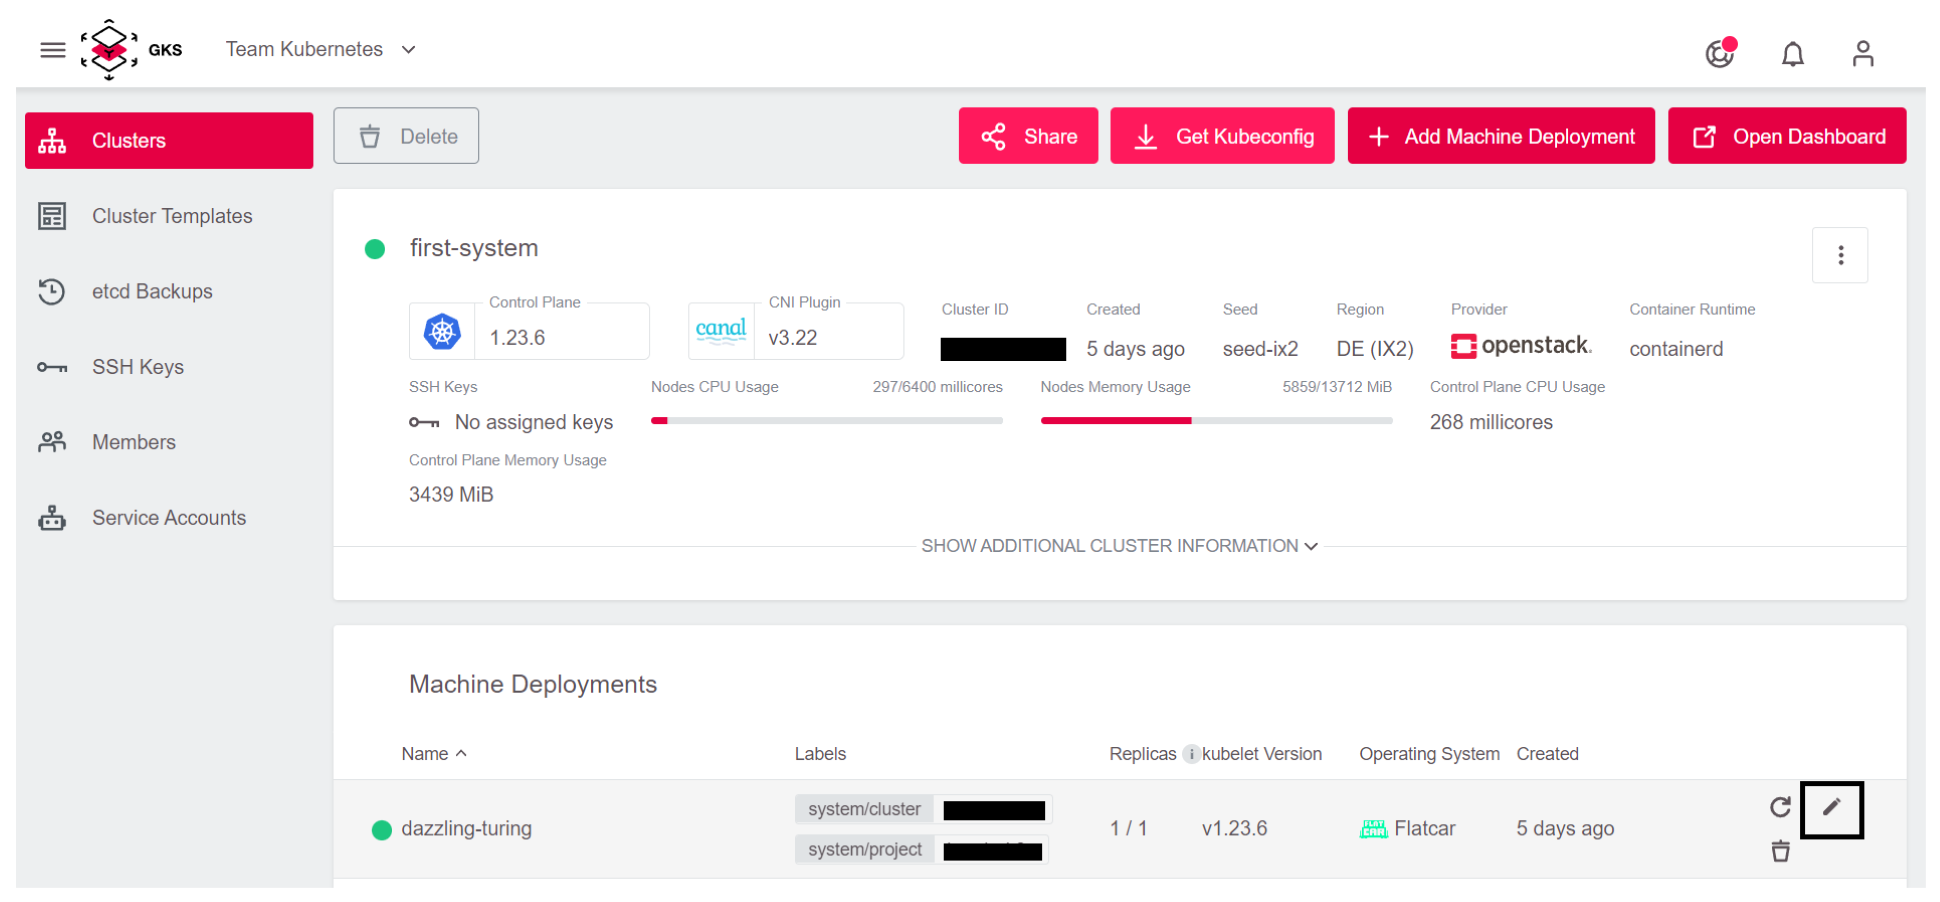 GKS
Team Kubernetes
Clusters
Cluster Templates
etcd Backups
SSH Keys
Members
Service Accounts
Delete
Share
Get Kubeconfig
Add Machine Deployment
Open Dashboard
first-system
Control Plane
1.23.6
canal
CNI Plugin
v3.22
Cluster ID
Created
5 days ago
Seed
seed-ix2
Region
DE (IX2)
Provider
openstack.
Container Runtime
containerd
SSH Keys
No assigned keys
Nodes CPU Usage 297/6400 millicores
Nodes Memory Usage 5859/13712 MiB
Control Plane CPU Usage
268 millicores
Control Plane Memory Usage
3439 MiB
SHOW ADDITIONAL CLUSTER INFORMATION
Machine Deployments
Name Labels Replicas i kubelet Version Operating System Created
dazzling-turing
system/cluster
system/project
1 / 1
v1.23.6
FLAT
CAR
Flatcar
5 days ago